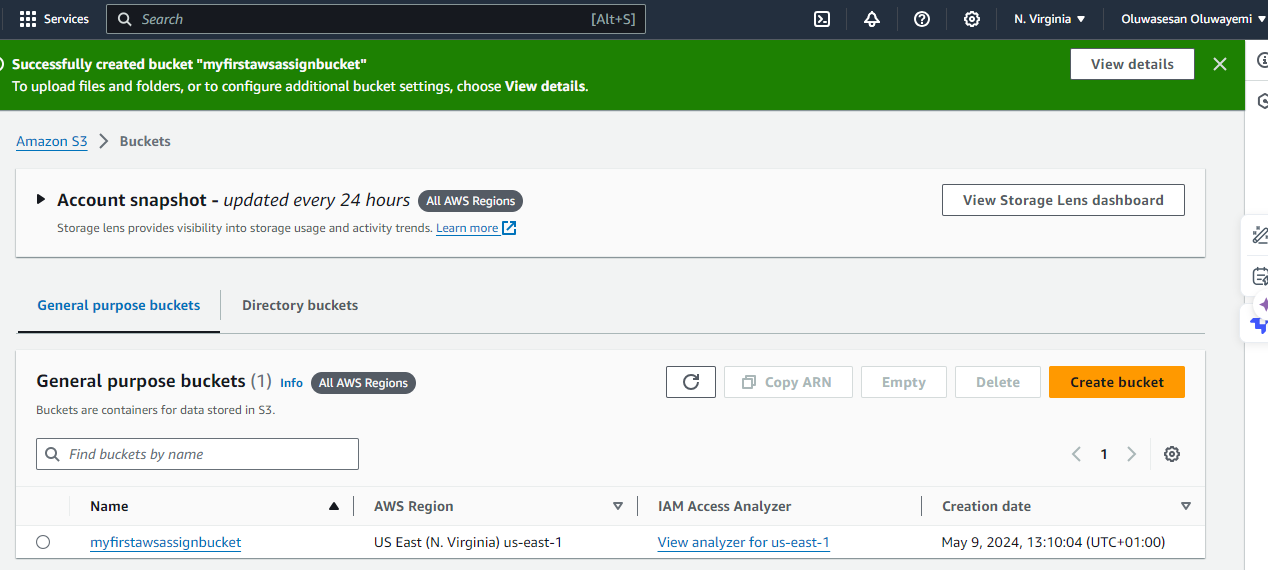 Services Search [Alt+S] N. Virginia Oluwasesan Oluwayemi
Successfully created bucket "myfirstawsassignbucket"
To upload files and folders, or to configure additional bucket settings, choose View details.
View details
Amazon S3 Buckets
Account snapshot - updated every 24 hours All AWS Regions
Storage lens provides visibility into storage usage and activity trends. Learn more
View Storage Lens dashboard
General purpose buckets Directory buckets
General purpose buckets (1) Info All AWS Regions
Buckets are containers for data stored in S3.
Copy ARN Empty Delete Create bucket
Find buckets by name
1
Name AWS Region IAM Access Analyzer Creation date
myfirstawsassignbucket US East (N. Virginia) us-east-1 View analyzer for us-east-1 May 9, 2024, 13:10:04 (UTC+01:00)